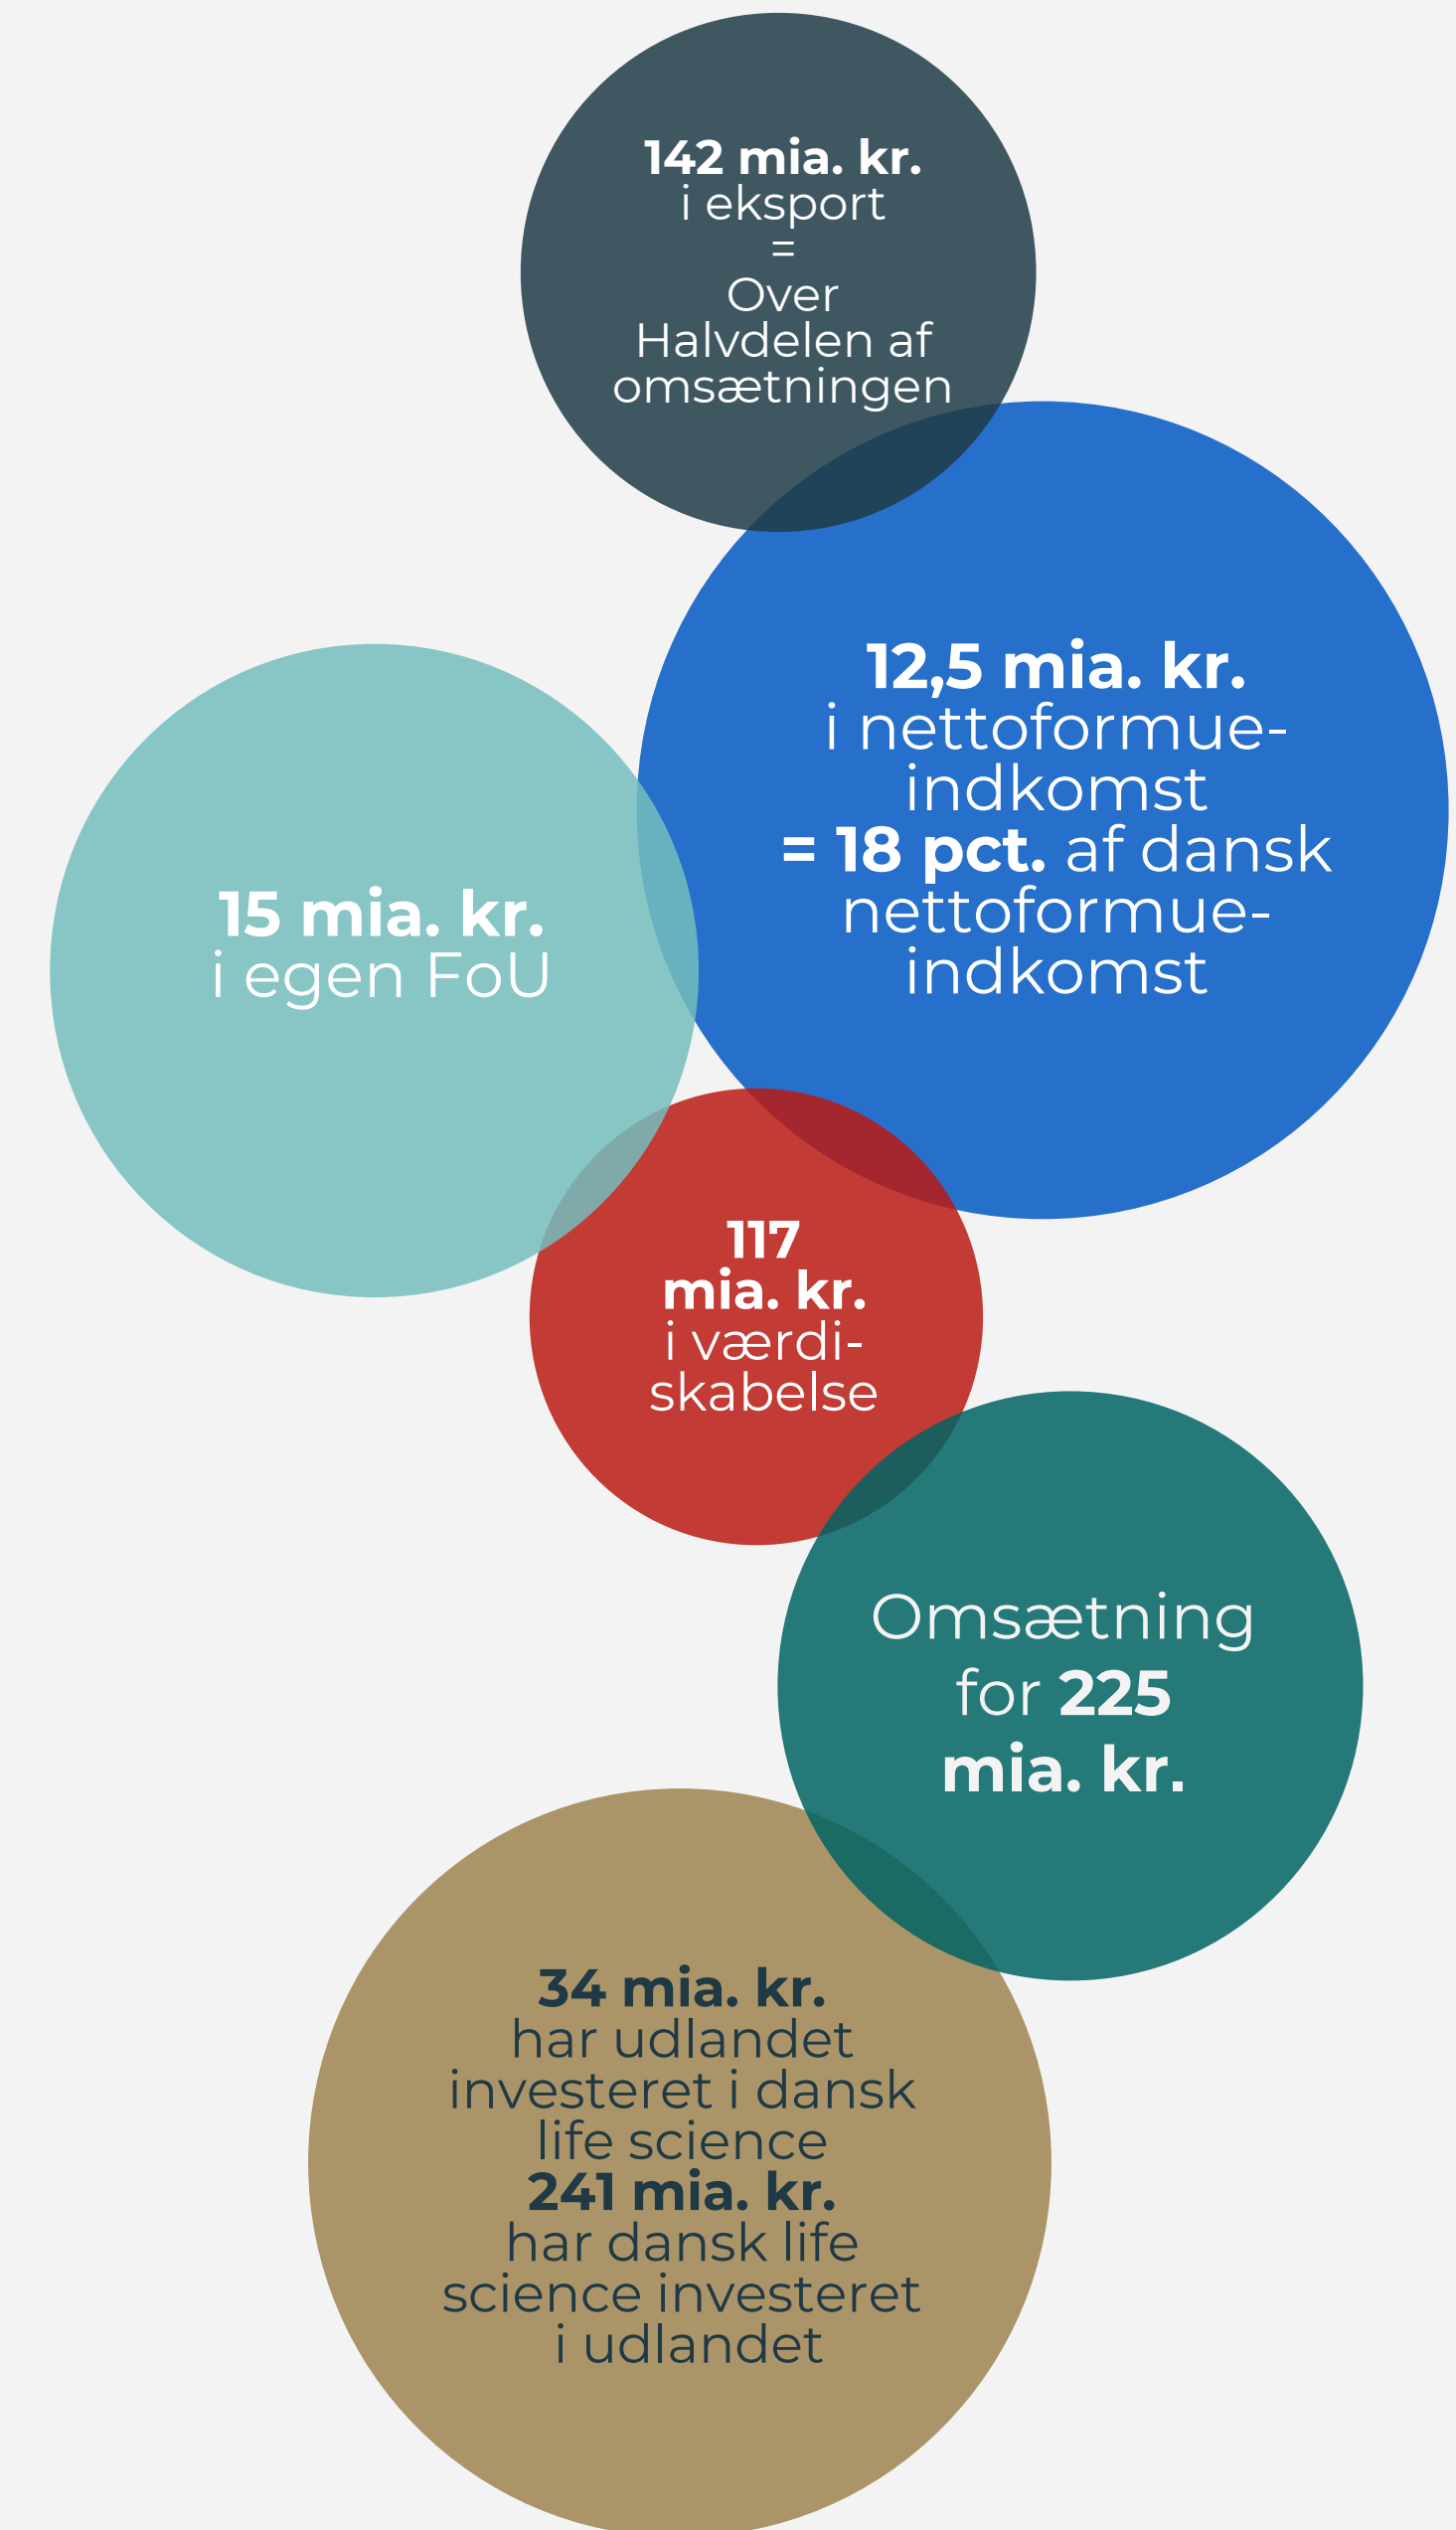 142 mia. kr.
i eksport
=
Over
Halvdelen af
omsætningen
12,5 mia. kr.
i nettoformue-
indkomst
= 18 pct. af dansk
nettoformue-
indkomst
15 mia. kr.
i egen FoU
117
mia. kr.
i værdi-
skabelse
Omsætning
for 225
mia. kr.
34 mia. kr.
har udlandet
investeret i dansk
life science
241 mia. kr.
har dansk life
science investeret
i udlandet